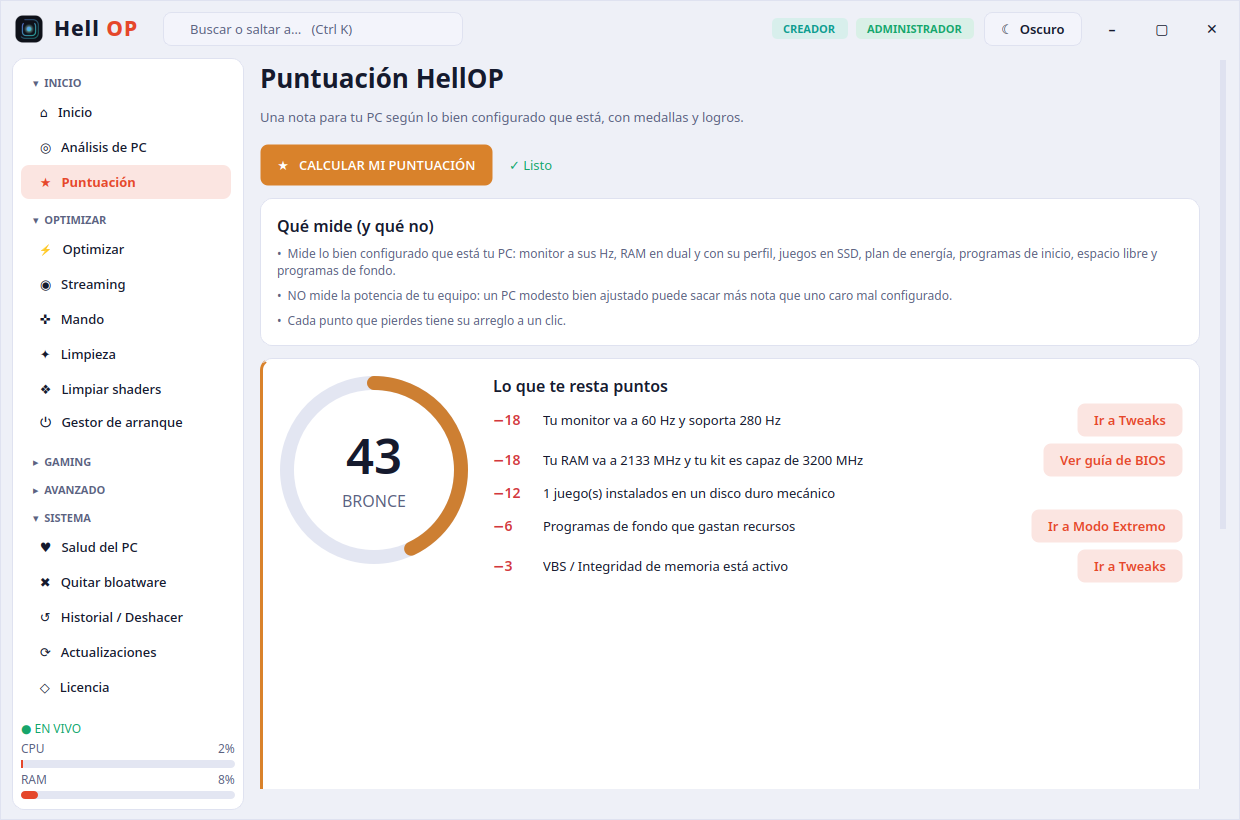 Hell OP
Buscar o saltar a... (Ctrl K)
CREADOR
ADMINISTRADOR
☾ Oscuro
▾ INICIO
⌂ Inicio
◎ Análisis de PC
★ Puntuación
▾ OPTIMIZAR
⚡ Optimizar
◉ Streaming
✜ Mando
✦ Limpieza
❖ Limpiar shaders
⏻ Gestor de arranque
▸ GAMING
▸ AVANZADO
▾ SISTEMA
♥ Salud del PC
✖ Quitar bloatware
↺ Historial / Deshacer
⟳ Actualizaciones
◇ Licencia
● EN VIVO
CPU 2%
RAM 8%
Puntuación HellOP
Una nota para tu PC según lo bien configurado que está, con medallas y logros.
★ CALCULAR MI PUNTUACIÓN
✓ Listo
Qué mide (y qué no)
• Mide lo bien configurado que está tu PC: monitor a sus Hz, RAM en dual y con su perfil, juegos en SSD, plan de energía, programas de inicio, espacio libre y
programas de fondo.
• NO mide la potencia de tu equipo: un PC modesto bien ajustado puede sacar más nota que uno caro mal configurado.
• Cada punto que pierdes tiene su arreglo a un clic.
43
BRONCE
Lo que te resta puntos
−18 Tu monitor va a 60 Hz y soporta 280 Hz Ir a Tweaks
−18 Tu RAM va a 2133 MHz y tu kit es capaz de 3200 MHz Ver guía de BIOS
−12 1 juego(s) instalados en un disco duro mecánico
−6 Programas de fondo que gastan recursos Ir a Modo Extremo
−3 VBS / Integridad de memoria está activo Ir a Tweaks